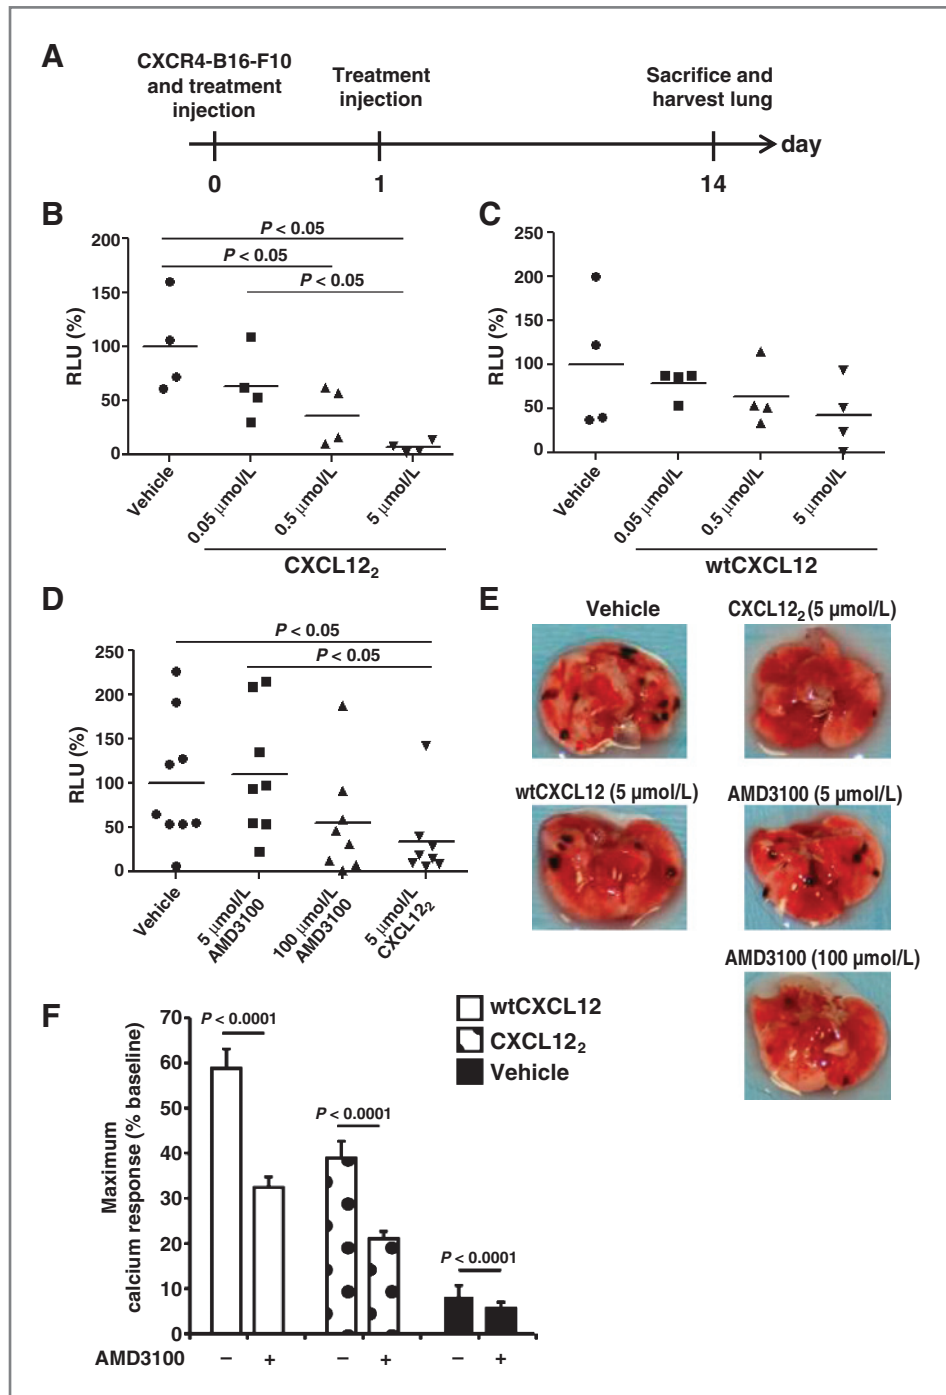 A
CXCR4-B16-F10
and treatment
injection
Treatment
injection
Sacrifice and
harvest lung
day
0
1
14
B
P < 0.05
P < 0.05
P < 0.05
200
150
100
50
0
RLU (%)
Vehicle
0.05 µmol/L
0.5 µmol/L
5 µmol/L
CXCL12₂
C
250
200
150
100
50
0
RLU (%)
Vehicle
0.05 µmol/L
0.5 µmol/L
5 µmol/L
wtCXCL12
D
P < 0.05
P < 0.05
250
200
150
100
50
0
RLU (%)
Vehicle
5 µmol/L
AMD3100
100 µmol/L
AMD3100
5 µmol/L
CXCL12₂
E
Vehicle
CXCL12₂ (5 µmol/L)
wtCXCL12 (5 µmol/L)
AMD3100 (5 µmol/L)
AMD3100 (100 µmol/L)
F
wtCXCL12
CXCL12₂
Vehicle
70
60
50
40
30
20
10
0
Maximum
calcium response (% baseline)
P < 0.0001
P < 0.0001
P < 0.0001
AMD3100
– + – + – +